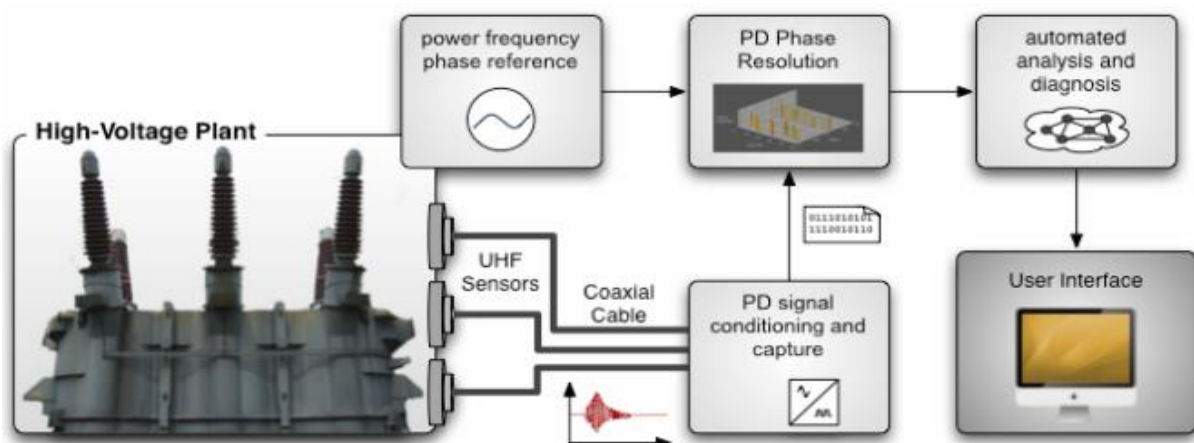 power frequency
phase reference
PD Phase
Resolution
automated
analysis and
diagnosis
High-Voltage Plant
UHF
Sensors
Coaxial
Cable
0111010101
1110010110
PD signal
conditioning and
capture
User Interface